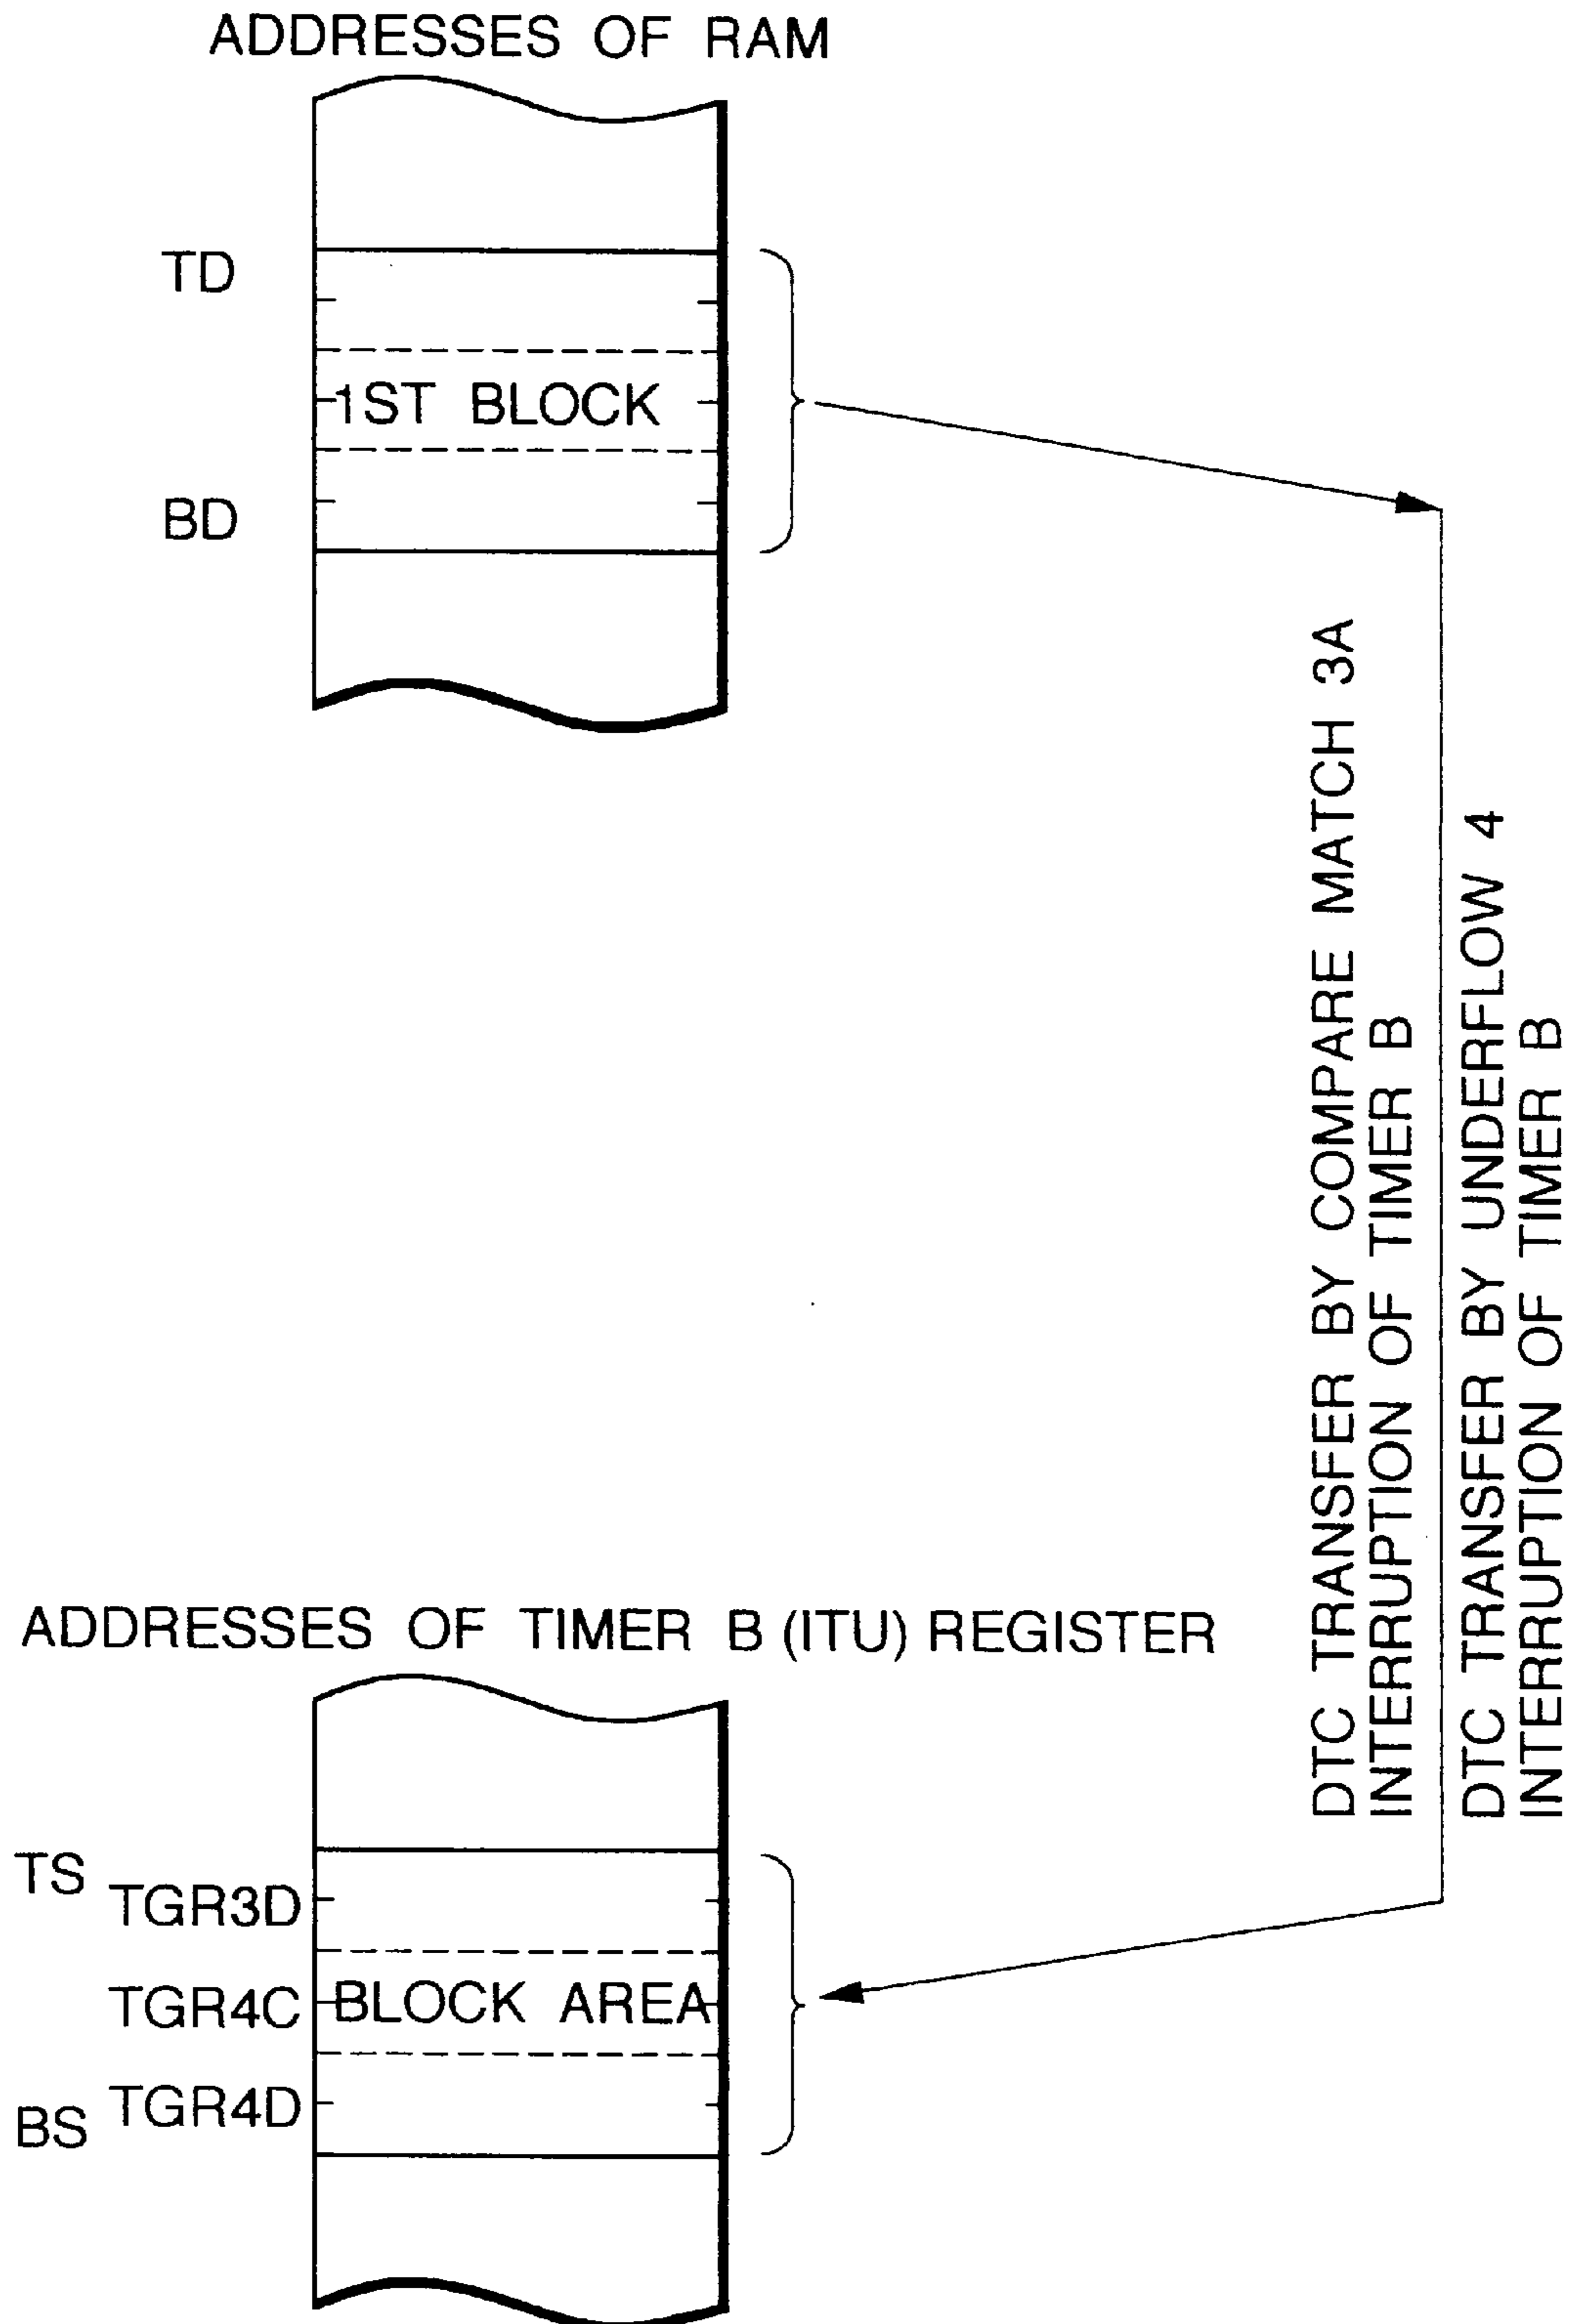 ADDRESSES OF RAM
TD
1ST BLOCK
BD
DTC TRANSFER BY COMPARE MATCH 3A
INTERRUPTION OF TIMER B
DTC TRANSFER BY UNDERFLOW 4
INTERRUPTION OF TIMER B
ADDRESSES OF TIMER B (ITU) REGISTER
TS
TGR3D
TGR4C BLOCK AREA
TGR4D
BS